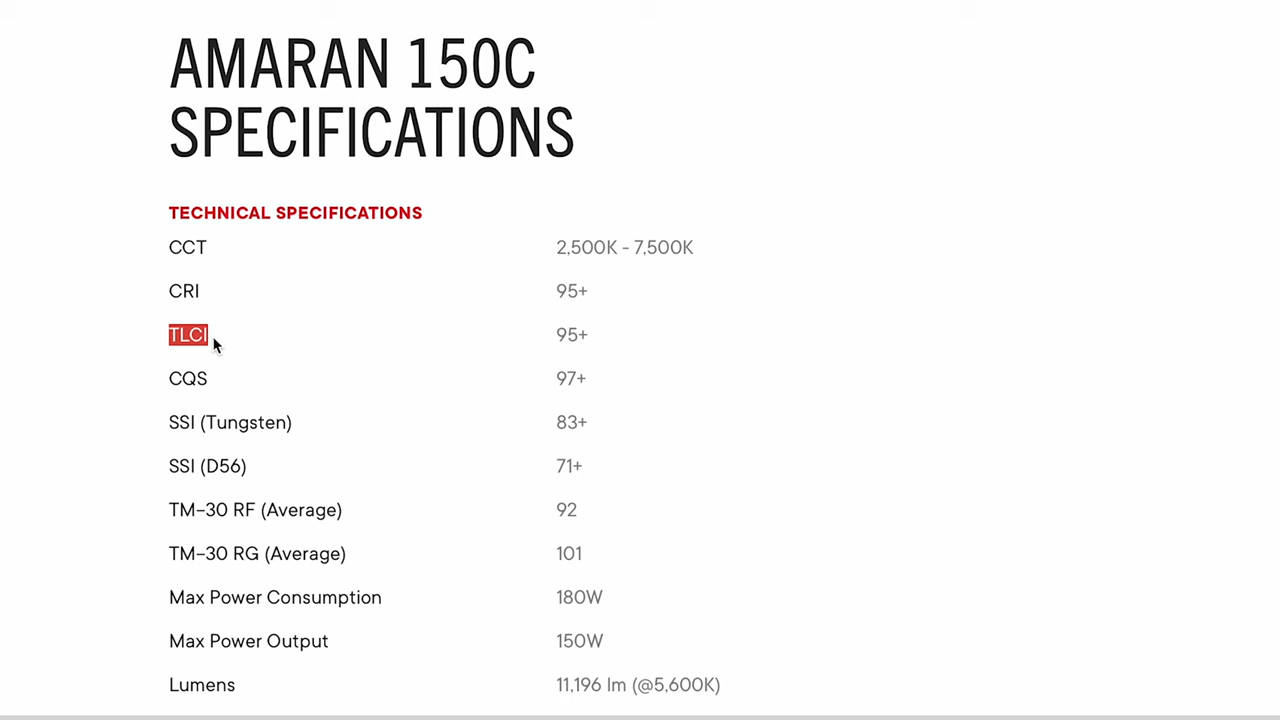 AMARAN 150C
SPECIFICATIONS
TECHNICAL SPECIFICATIONS
CCT 2,500K - 7,500K
CRI 95+
TLCI 95+
CQS 97+
SSI (Tungsten) 83+
SSI (D56) 71+
TM-30 RF (Average) 92
TM-30 RG (Average) 101
Max Power Consumption 180W
Max Power Output 150W
Lumens 11,196 lm (@5,600K)